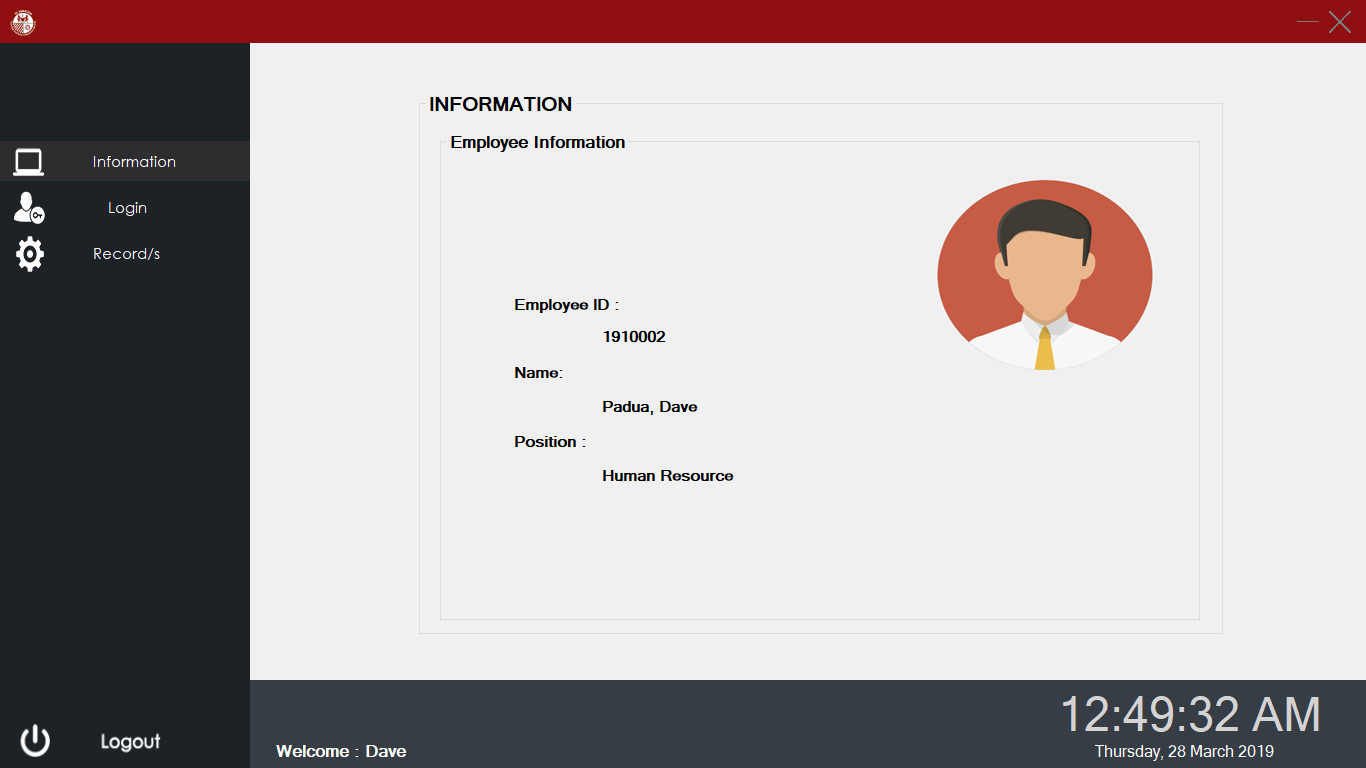 Information
Login
Record/s
Logout
INFORMATION
Employee Information
Employee ID :
1910002
Name:
Padua, Dave
Position :
Human Resource
Welcome : Dave
12:49:32 AM
Thursday, 28 March 2019